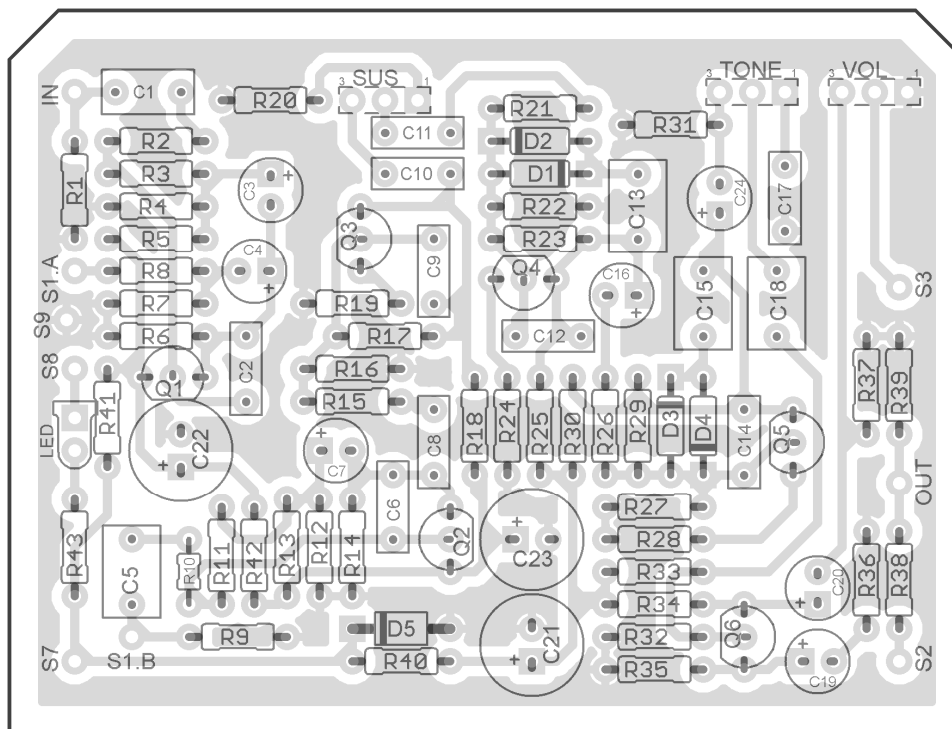 SUS
3 1
TONE
3 1
VOL
3 1
IN
C1
R20
R21
R31
C11
R2
D2
R3
C3
+
C10
D1
C13
C24
+
C17
R1
R4
R22
R5
Q3
R23
S1.A
R8
C4
+
C9
Q4
C16
+
C15
C18
S3
S9
R7
R19
R6
R17
C12
S8
Q1
C2
R16
R41
R15
R37
R39
LED
C22
+
C7
+
C8
R18
R24
R25
R30
R26
R29
D3
D4
C14
Q5
OUT
R43
C5
R10
R11
R42
R13
R12
R14
C6
Q2
C23
+
R27
R28
R33
R34
R32
R35
C20
+
R36
R38
R9
D5
R40
C21
+
Q6
C19
+
S7
S1.B
S2